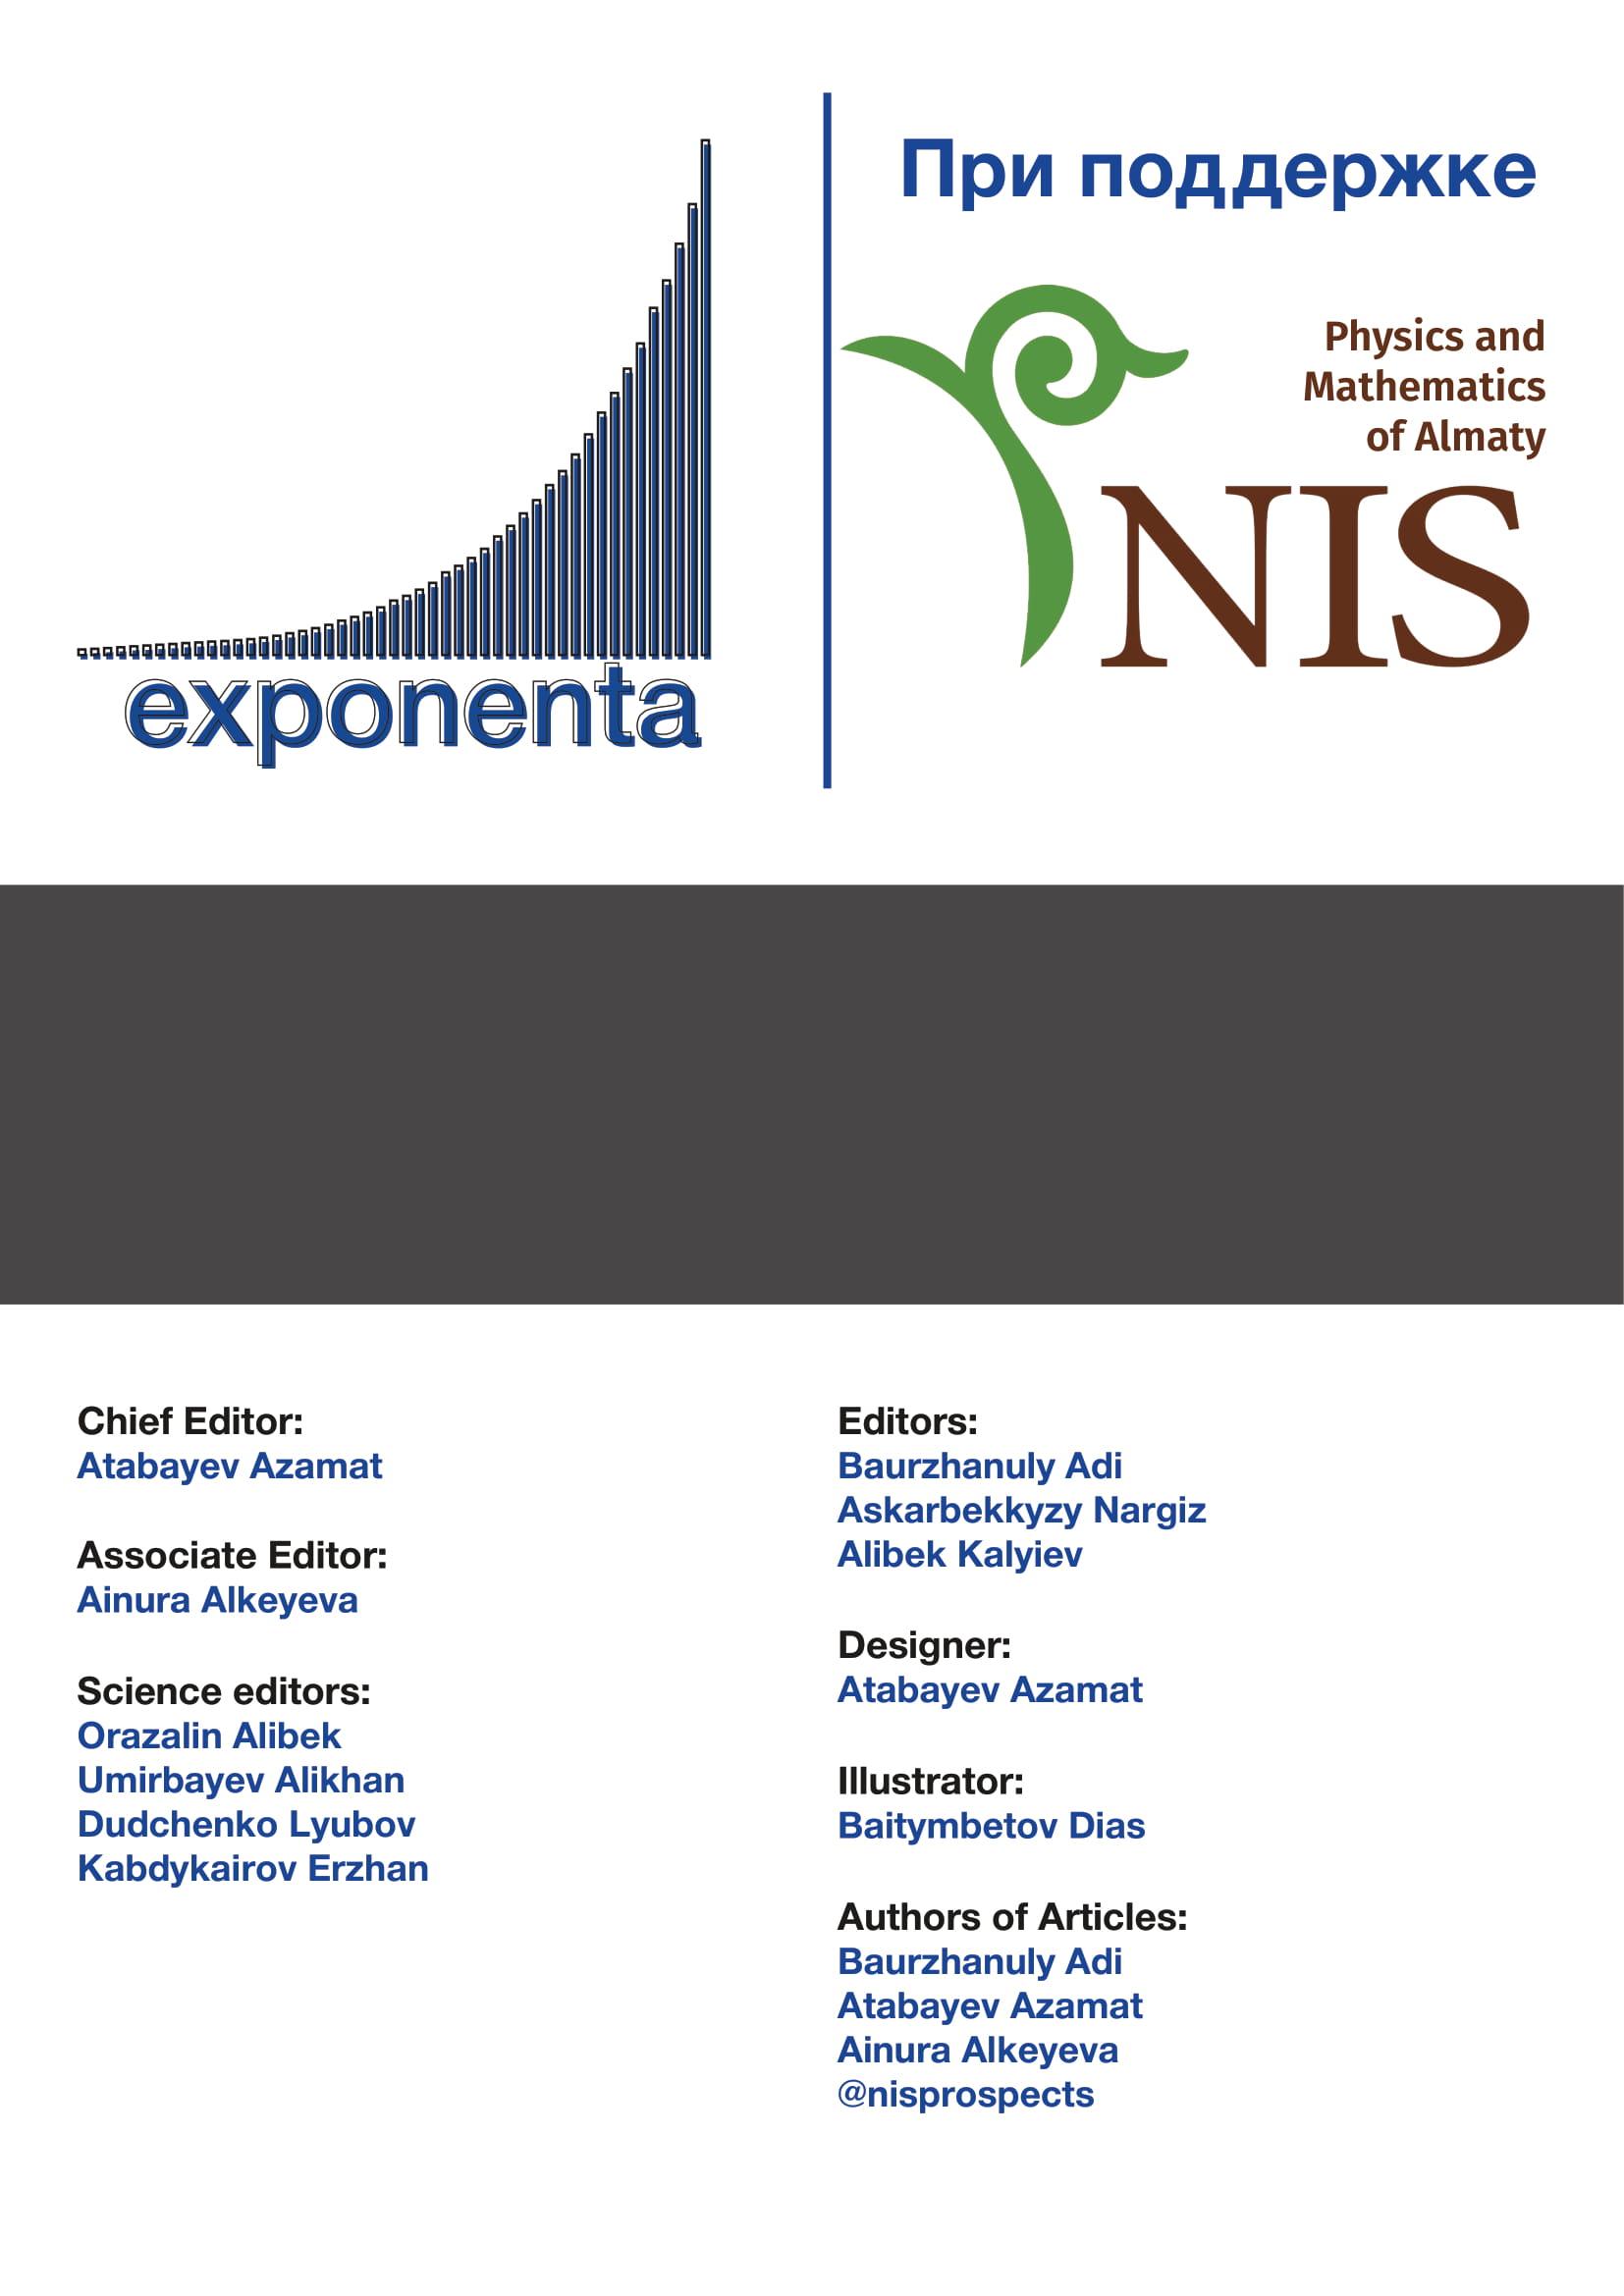 exponenta
При поддержке
Physics and
Mathematics
of Almaty
NIS
Chief Editor:
Atabayev Azamat
Associate Editor:
Ainura Alkeyeva
Science editors:
Orazalin Alibek
Umirbayev Alikhan
Dudchenko Lyubov
Kabdykairov Erzhan
Editors:
Baurzhanuly Adi
Askarbekkyzy Nargiz
Alibek Kalyiev
Designer:
Atabayev Azamat
Illustrator:
Baitymbetov Dias
Authors of Articles:
Baurzhanuly Adi
Atabayev Azamat
Ainura Alkeyeva
@nisprospects